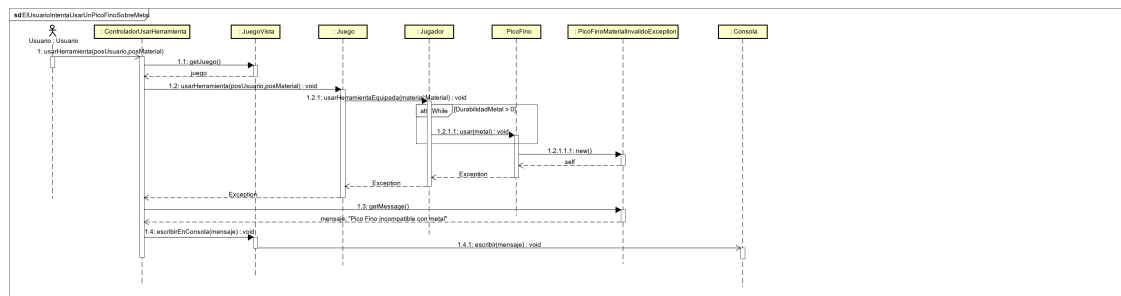 sd ElUsuarioIntentaUsarUnPicoFinoSobreMetal
Usuario : Usuario
: ControladorUsarHerramienta
: JuegoVista
: Juego
: Jugador
: PicoFino
: PicoFinoMaterialInvalidoException
: Consola
1: usarHerramienta(posUsuario,posMaterial)
1.1: getJuego()
juego
1.2: usarHerramienta(posUsuario,posMaterial) : void
1.2.1: usarHerramientaEquipada(material:Material) : void
alt While [DurabilidadMetal > 0]
1.2.1.1: usar(metal) : void
1.2.1.1.1: new()
self
Exception
Exception
Exception
1.3: getMessage()
mensaje: "Pico Fino incompatible con metal"
1.4: escribirEnConsola(mensaje) : void
1.4.1: escribir(mensaje) : void